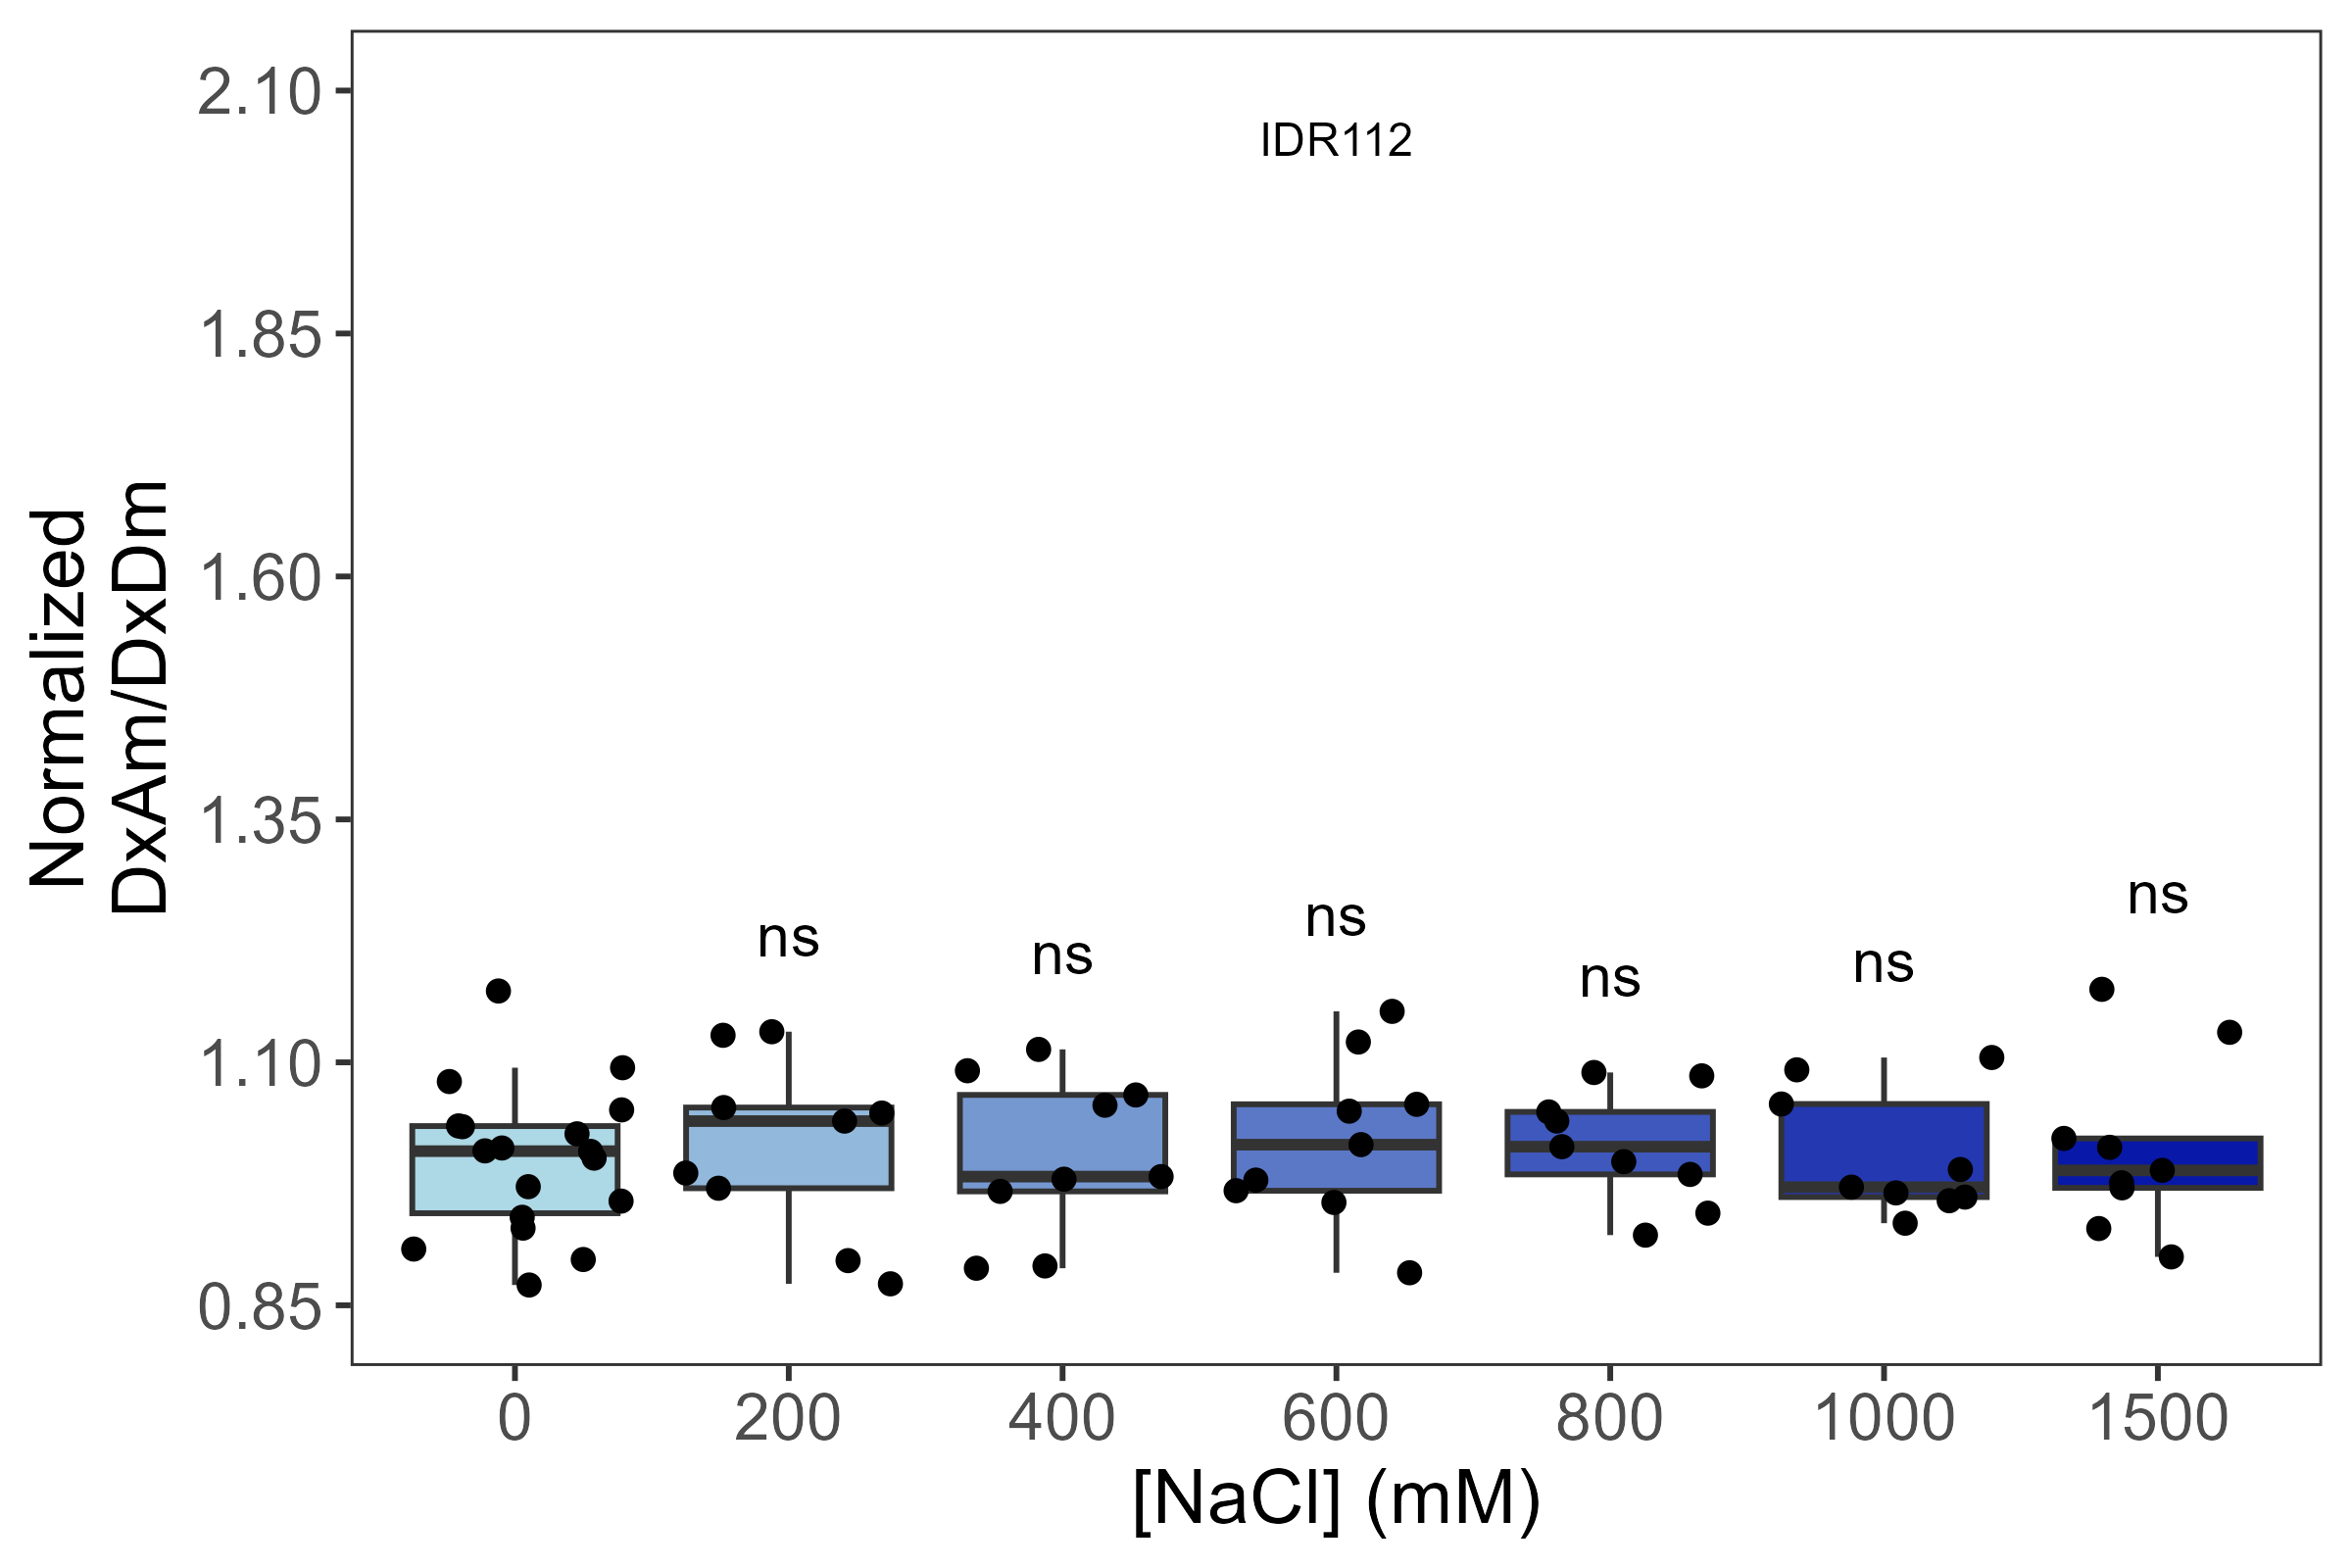 IDR112
2.10
1.85
1.60
1.35
1.10
0.85
Normalized
DxAm/DxDm
ns
ns
ns
ns
ns
ns
0
200
400
600
800
1000
1500
[NaCl] (mM)